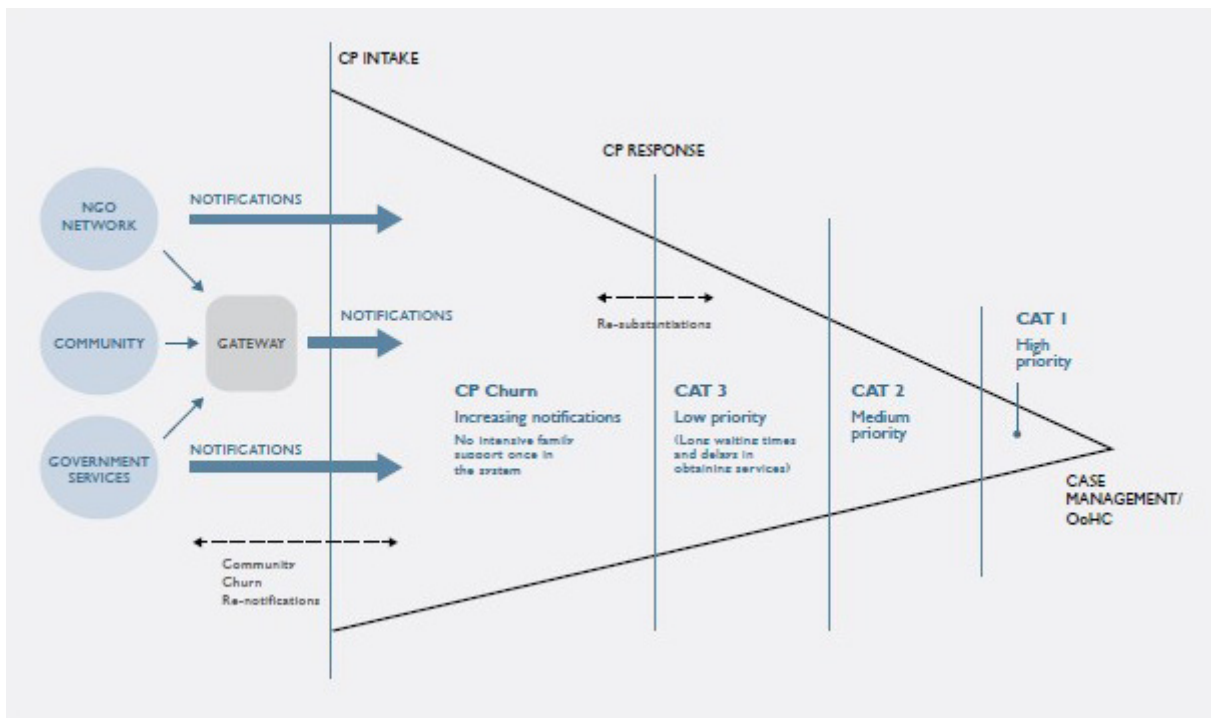 CP INTAKE
CP RESPONSE
NGO
NETWORK
NOTIFICATIONS
COMMUNITY
GATEWAY
NOTIFICATIONS
GOVERNMENT
SERVICES
NOTIFICATIONS
Community
Churn
Re-notifications
Re-substantiations
CP Churn
Increasing notifications
No intensive family
support once in
the system
CAT 3
Low priority
(Long waiting times
and delays in
obtaining services)
CAT 2
Medium
priority
CAT 1
High
priority
CASE
MANAGEMENT/
OoHC